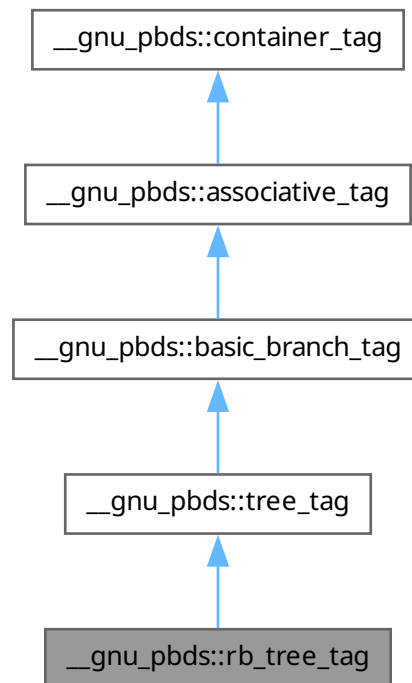 __gnu_pbds::container_tag
__gnu_pbds::associative_tag
__gnu_pbds::basic_branch_tag
__gnu_pbds::tree_tag
__gnu_pbds::rb_tree_tag